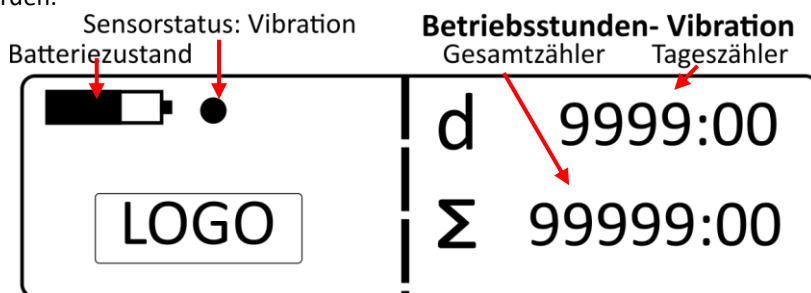 Sensorstatus: Vibration
Batteriezustand
Betriebsstunden- Vibration
Gesamtzähler Tageszähler
d 9999:00
LOGO
Σ 99999:00